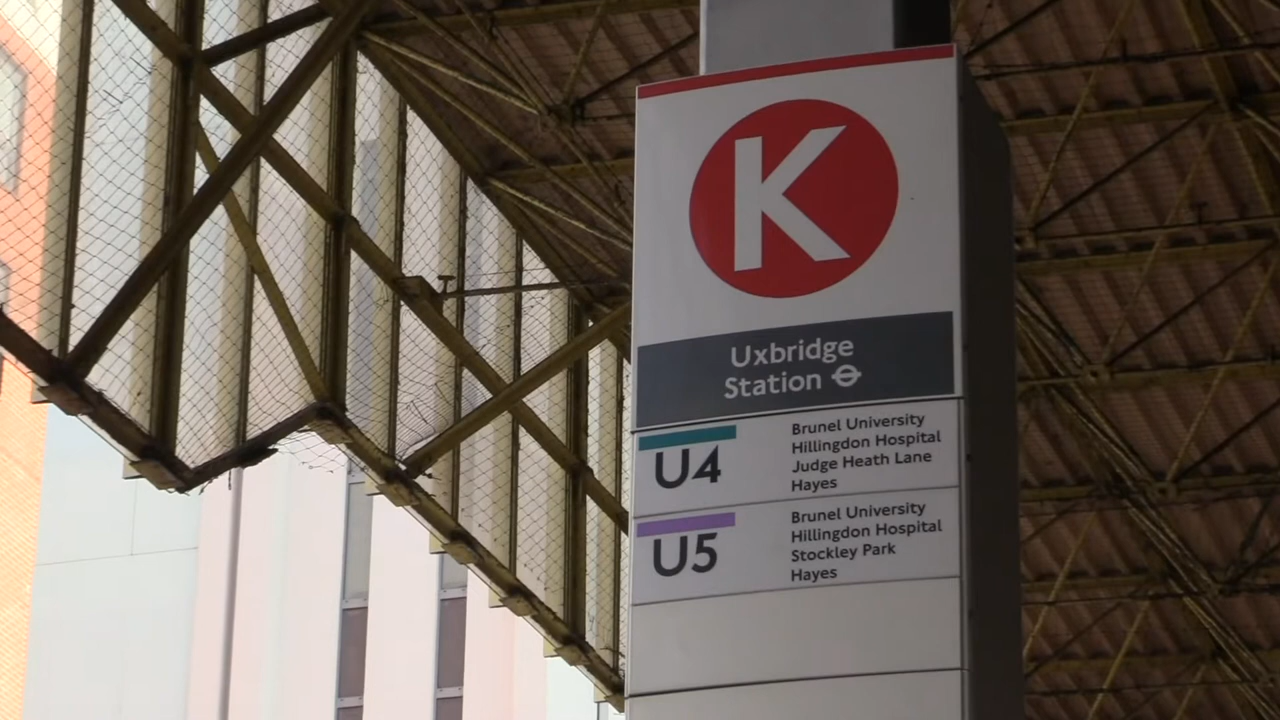 K
Uxbridge
Station
U4
Brunel University
Hillingdon Hospital
Judge Heath Lane
Hayes
U5
Brunel University
Hillingdon Hospital
Stockley Park
Hayes